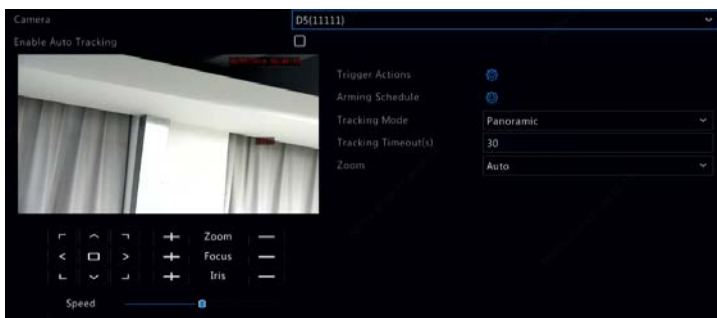 Camera
D5(11111)
Enable Auto Tracking
Trigger Actions
Arming Schedule
Tracking Mode
Panoramic
Tracking Timeout(s)
30
Zoom
Auto
Zoom
Focus
Iris
Speed